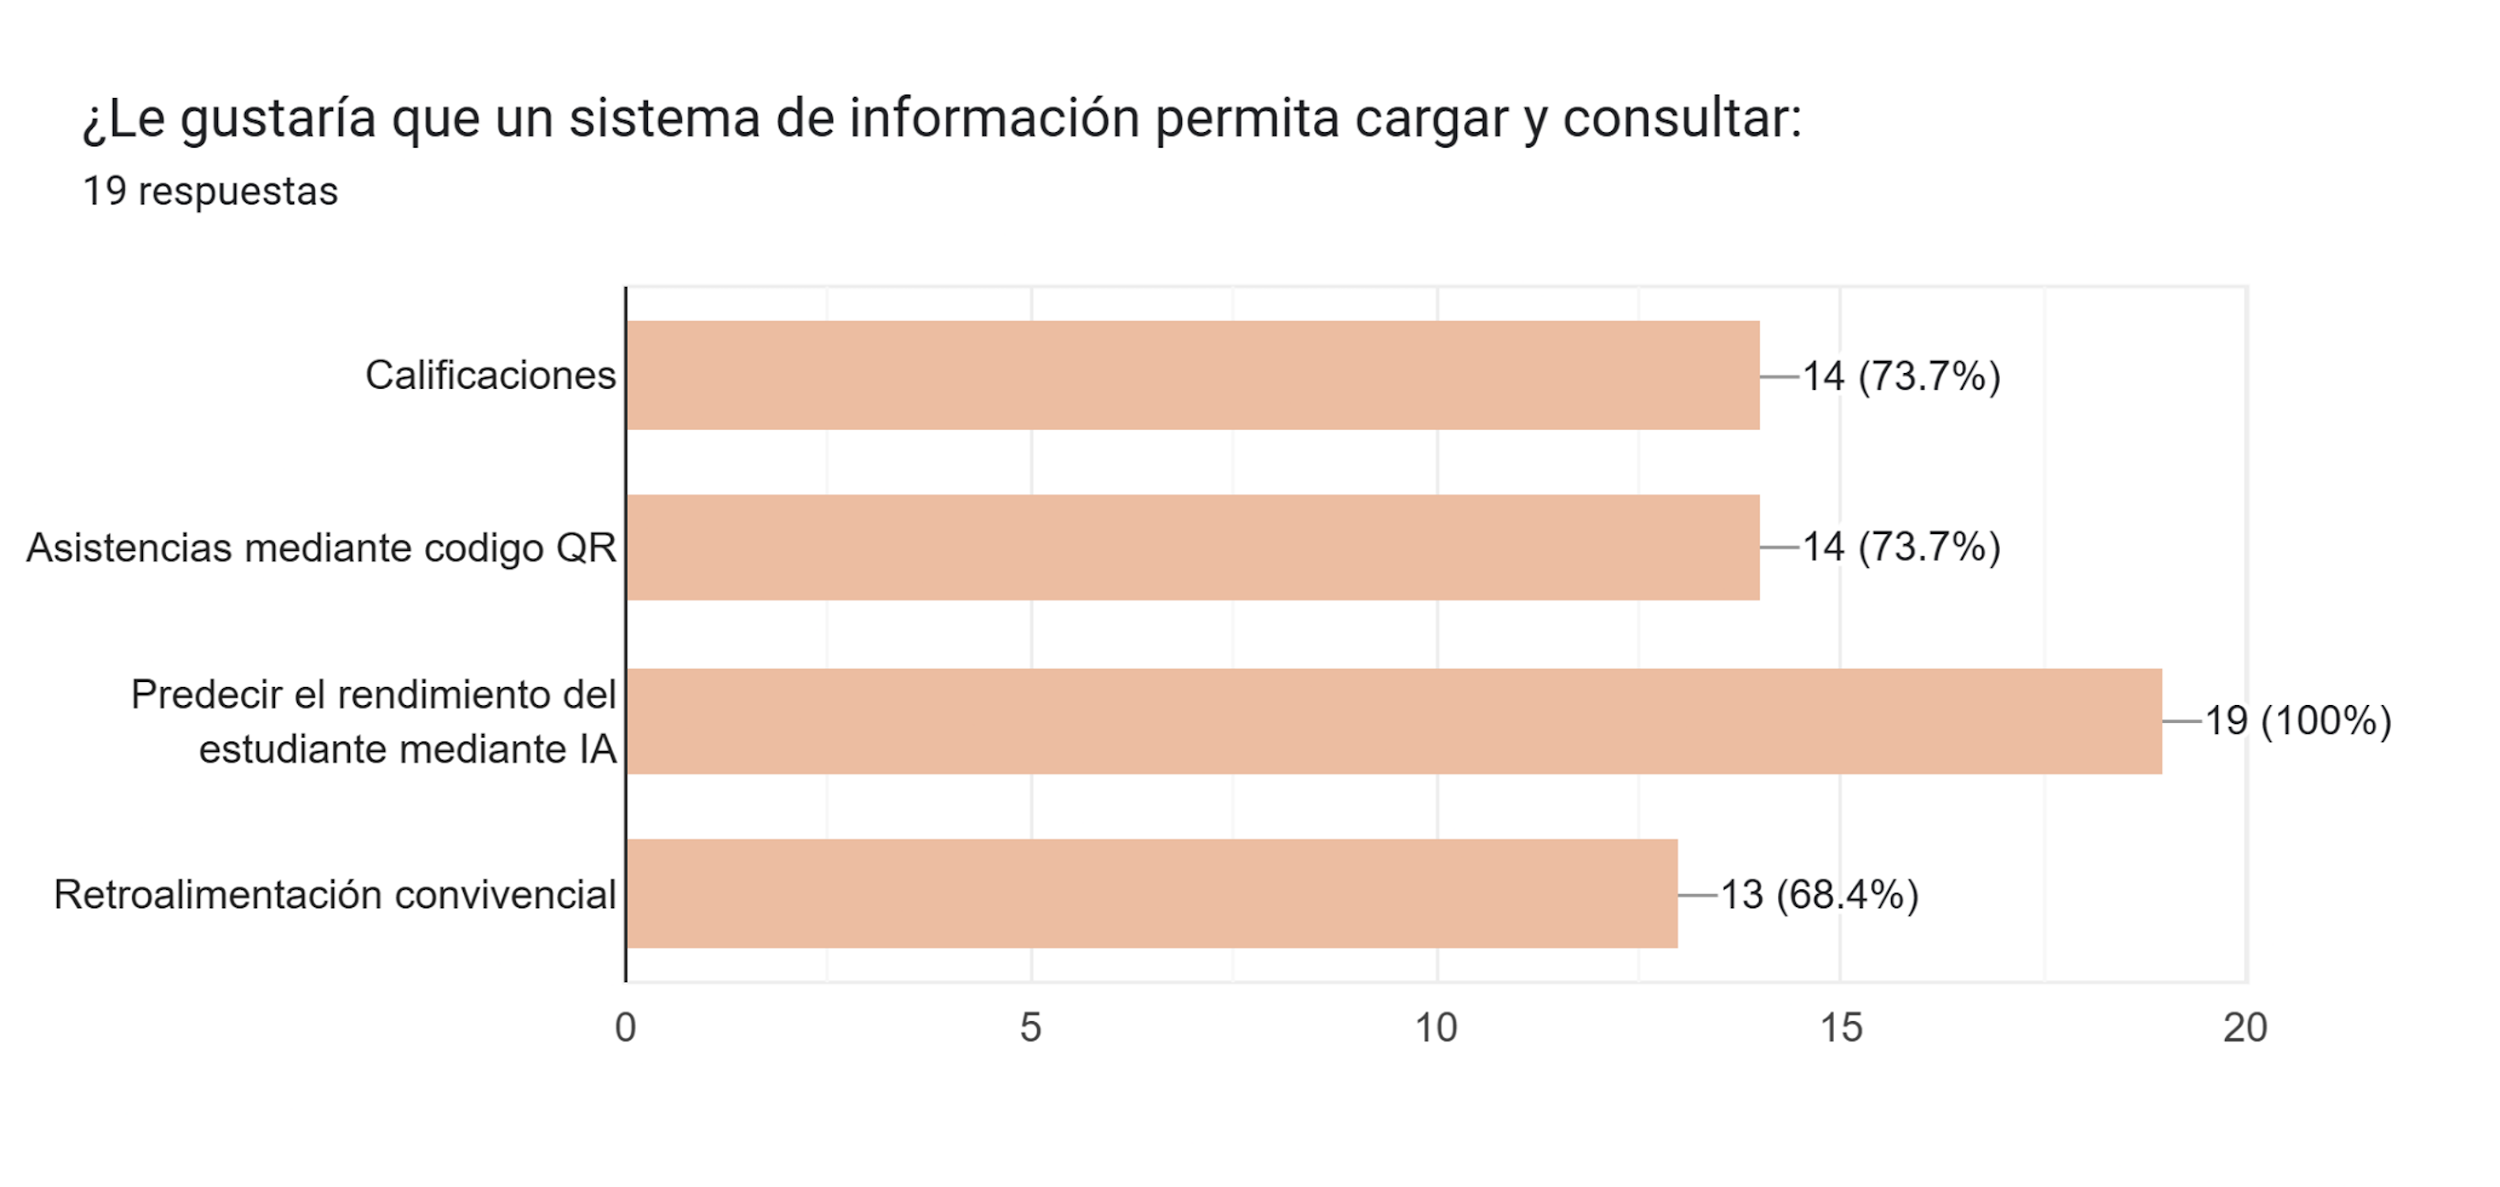 ¿Le gustaría que un sistema de información permita cargar y consultar:
19 respuestas
Calificaciones
14 (73.7%)
Asistencias mediante codigo QR
14 (73.7%)
Predecir el rendimiento del
estudiante mediante IA
19 (100%)
Retroalimentación convivencial
13 (68.4%)
0 5 10 15 20